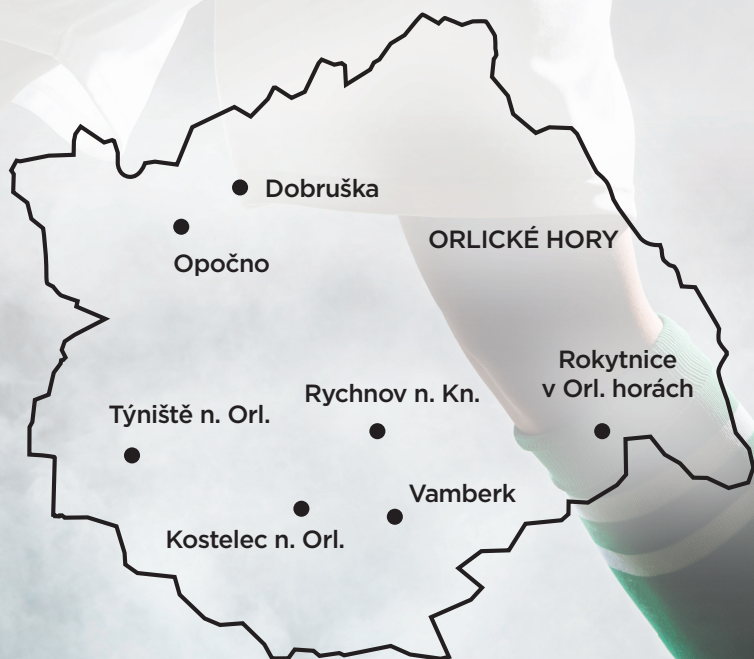 Dobruška
Opočno
ORLICKÉ HORY
Rokytnice
v Orl. horách
Rychnov n. Kn.
Týniště n. Orl.
Vamberk
Kostelec n. Orl.